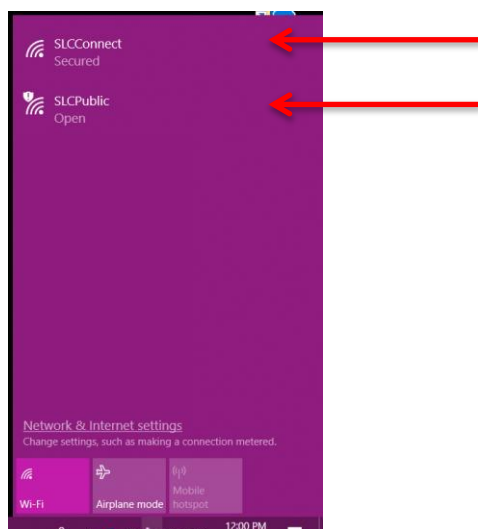 SLCConnect
Secured
SLCPublic
Open
Network & Internet settings
Change settings, such as making a connection metered.
Wi-Fi
Airplane mode
Mobile
hotspot
12:00 PM